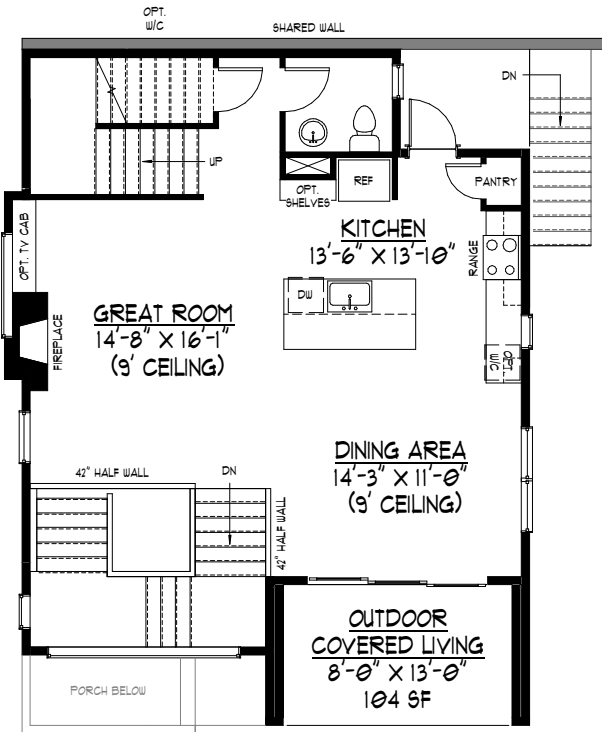 OPT.
W/C
SHARED WALL
DN
UP
OPT.
SHELVES
REF
PANTRY
KITCHEN
13'-6" X 13'-10"
RANGE
OPT. TV CAB
DW
GREAT ROOM
14'-8" X 16'-1"
(9' CEILING)
FIREPLACE
OPT.
W/C
DINING AREA
14'-3" X 11'-0"
(9' CEILING)
42" HALF WALL
DN
42" HALF WALL
OUTDOOR
COVERED LIVING
8'-0" X 13'-0"
104 SF
PORCH BELOW